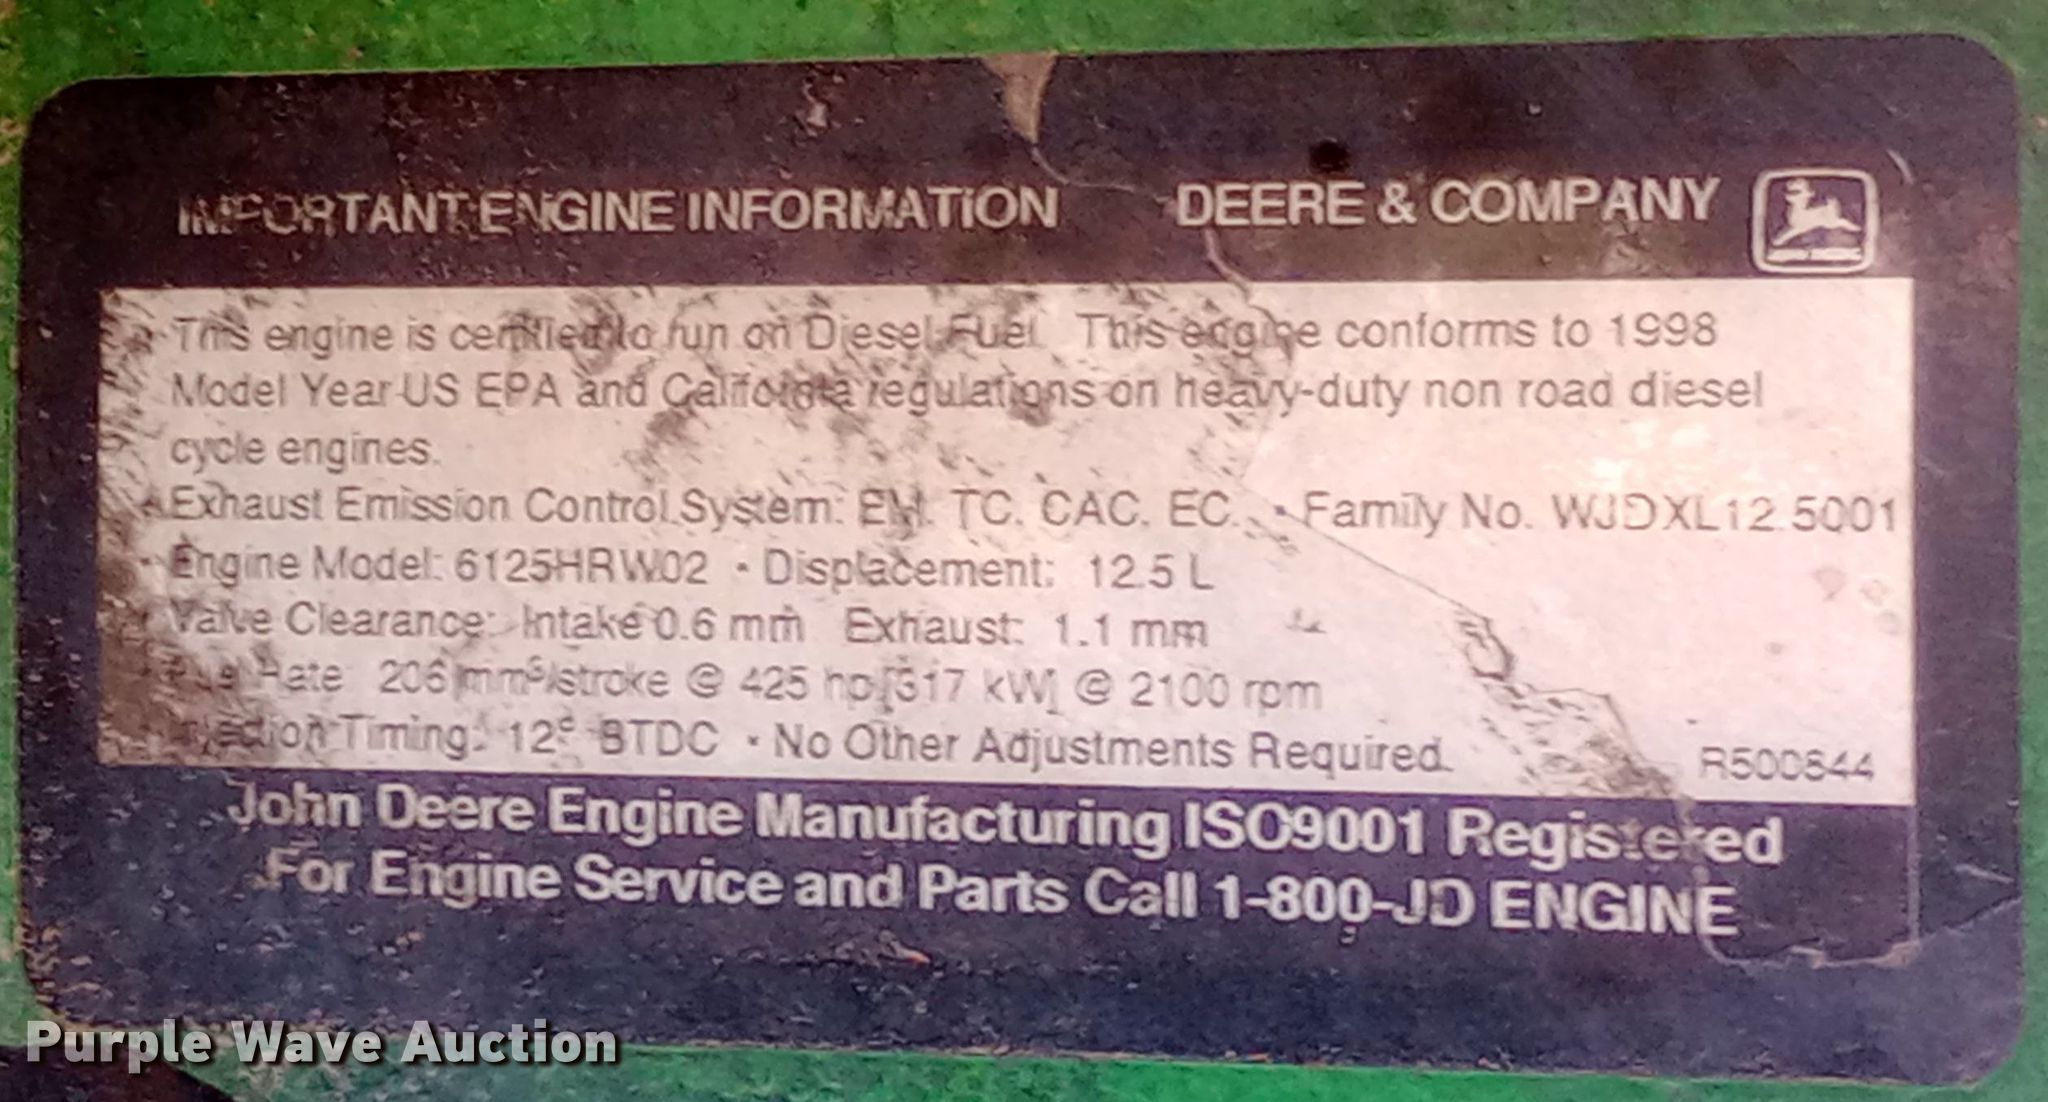 IMPORTANT ENGINE INFORMATION DEERE & COMPANY
JOHN DEERE
This engine is certified to run on Diesel Fuel. This engine conforms to 1998
Model Year US EPA and California regulations on heavy-duty non road diesel
cycle engines.
Exhaust Emission Control System: EM. TC. CAC. EC. • Family No. WJDXL12.5001
• Engine Model: 6125HRW02 • Displacement: 12.5 L
Valve Clearance: Intake 0.6 mm Exhaust: 1.1 mm
Rate 206 mm³/stroke @ 425 hp [317 kW] @ 2100 rpm
Injection Timing: 12° BTDC • No Other Adjustments Required. R500844
John Deere Engine Manufacturing ISO9001 Registered
For Engine Service and Parts Call 1-800-JD ENGINE
Purple Wave Auction